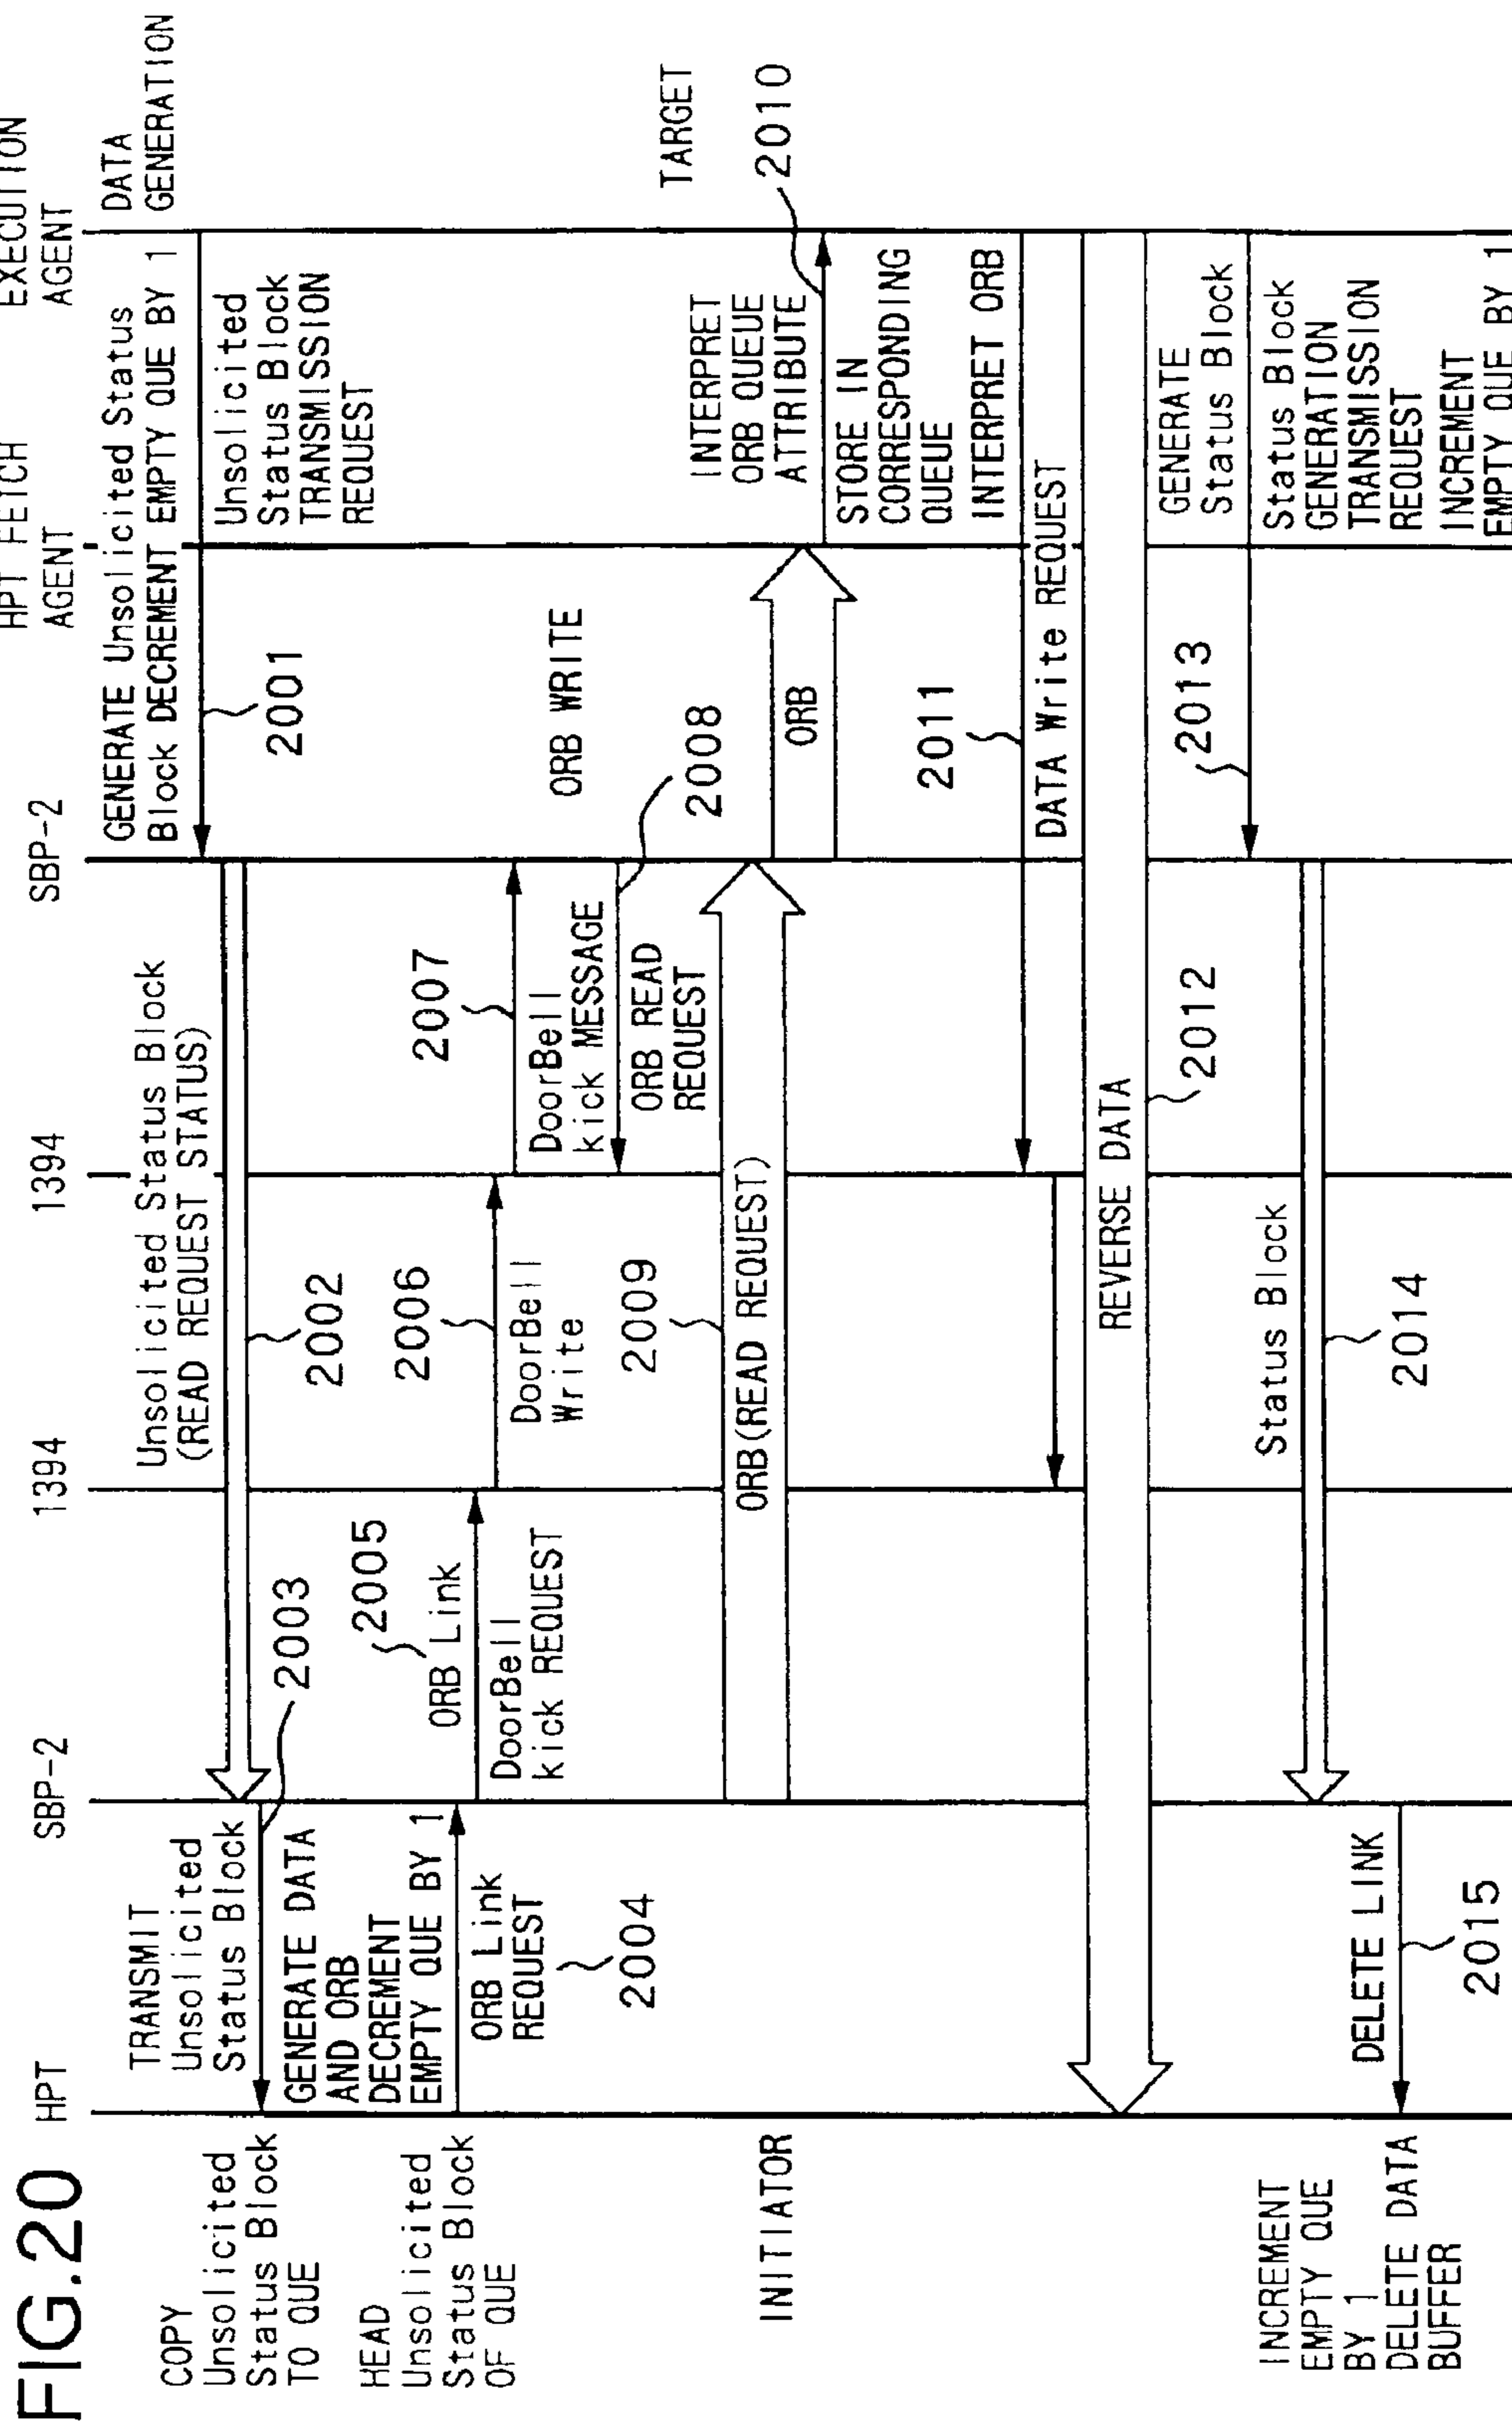 FIG.20
HPT
SBP-2
1394
1394
SBP-2
HPT FETCH
AGENT
EXECUTION
AGENT
COPY
Unsolicited
Status Block
TO QUE
HEAD
Unsolicited
Status Block
OF QUE
INITIATOR
INCREMENT
EMPTY QUE
BY 1
DELETE DATA
BUFFER
TRANSMIT
Unsolicited
Status Block
2003
GENERATE DATA
AND ORB
DECREMENT
EMPTY QUE BY 1
ORB Link
REQUEST
2004
DELETE LINK
2015
2005
ORB Link
DoorBell
kick REQUEST
Unsolicited Status Block
(READ REQUEST STATUS)
2002
2006
DoorBell
Write
2009
ORB(READ REQUEST)
REVERSE DATA
2012
Status Block
2014
2007
DoorBell
kick MESSAGE
ORB READ
REQUEST
2008
GENERATE Unsolicited Status
Block DECREMENT EMPTY QUE BY 1
2001
Unsolicited
Status Block
TRANSMISSION
REQUEST
ORB WRITE
ORB
INTERPRET
ORB QUEUE
ATTRIBUTE
STORE IN
CORRESPONDING
QUEUE
INTERPRET ORB
2011
DATA Write REQUEST
GENERATE
Status Block
2013
Status Block
GENERATION
TRANSMISSION
REQUEST
INCREMENT
EMPTY QUE BY 1
DATA
GENERATION
TARGET
2010